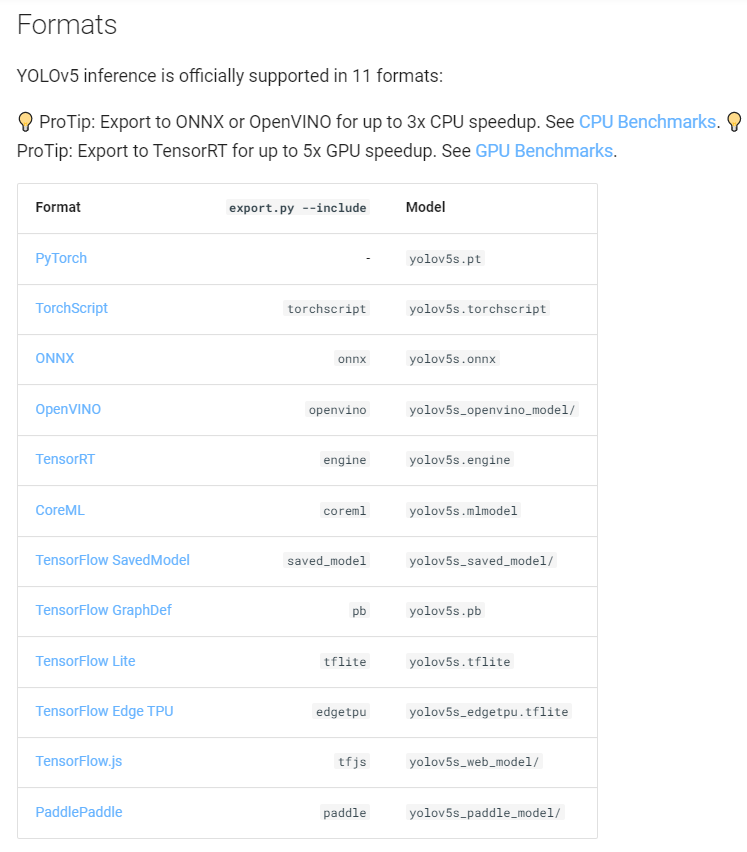 Formats
YOLOv5 inference is officially supported in 11 formats:
💡 ProTip: Export to ONNX or OpenVINO for up to 3x CPU speedup. See CPU Benchmarks. 💡
ProTip: Export to TensorRT for up to 5x GPU speedup. See GPU Benchmarks.
Format export.py --include Model
PyTorch - yolov5s.pt
TorchScript torchscript yolov5s.torchscript
ONNX onnx yolov5s.onnx
OpenVINO openvino yolov5s_openvino_model/
TensorRT engine yolov5s.engine
CoreML coreml yolov5s.mlmodel
TensorFlow SavedModel saved_model yolov5s_saved_model/
TensorFlow GraphDef pb yolov5s.pb
TensorFlow Lite tflite yolov5s.tflite
TensorFlow Edge TPU edgetpu yolov5s_edgetpu.tflite
TensorFlow.js tfjs yolov5s_web_model/
PaddlePaddle paddle yolov5s_paddle_model/